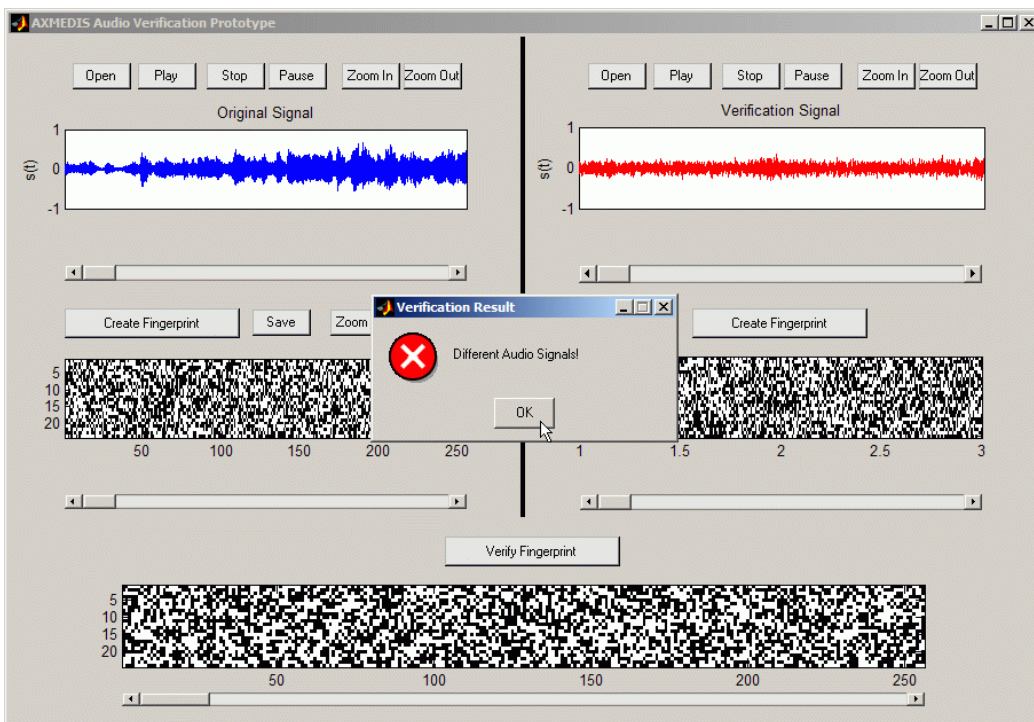 AXMEDIS Audio Verification Prototype
Open Play Stop Pause Zoom In Zoom Out
Original Signal
1
0
-1
s(t)
Open Play Stop Pause Zoom In Zoom Out
Verification Signal
1
0
-1
s(t)
Create Fingerprint Save Zoom
5
10
15
20
50 100 150 200 250
Verification Result
Different Audio Signals!
OK
Create Fingerprint
1 1.5 2 2.5 3
Verify Fingerprint
5
10
15
20
50 100 150 200 250